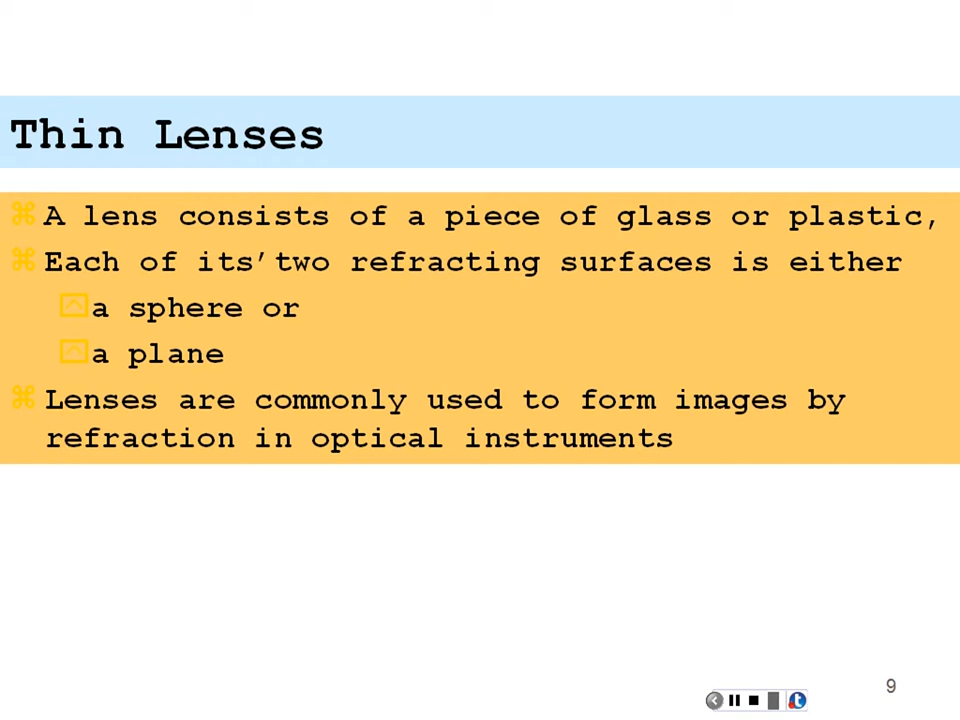 Thin Lenses
A lens consists of a piece of glass or plastic,
Each of its’two refracting surfaces is either
a sphere or
a plane
Lenses are commonly used to form images by
refraction in optical instruments
9